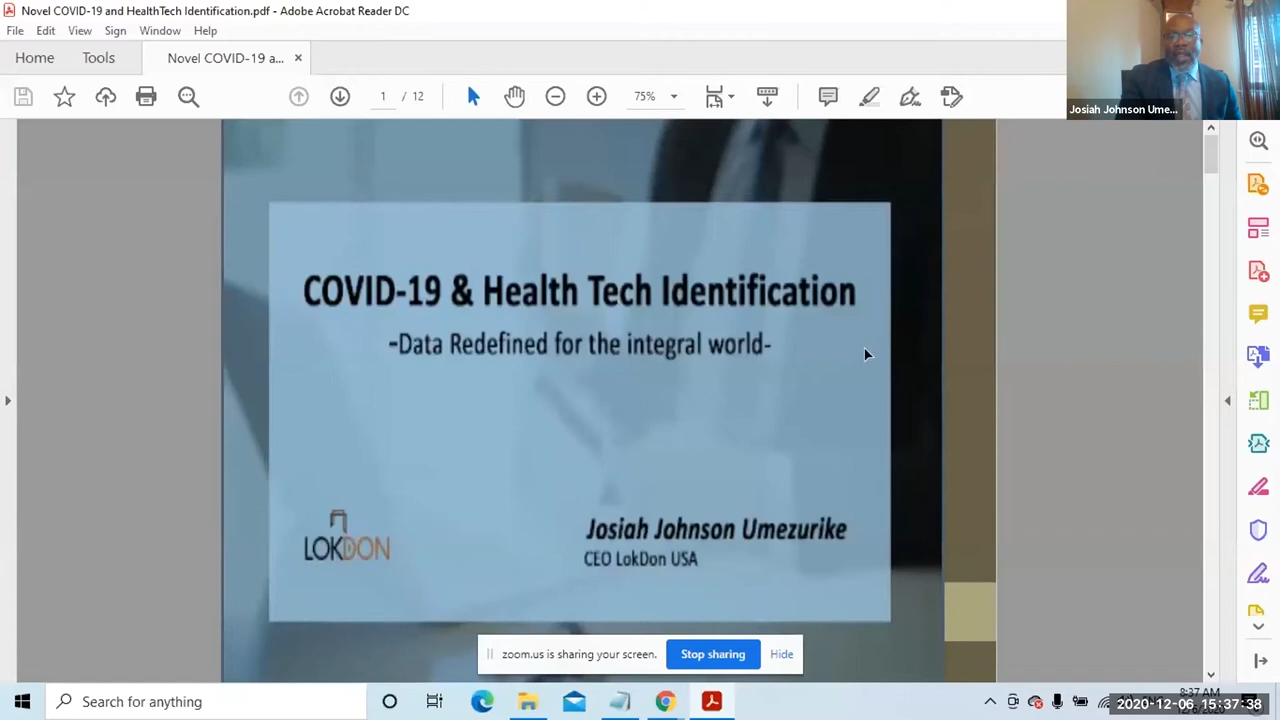 Novel COVID-19 and HealthTech Identification.pdf - Adobe Acrobat Reader DC
File Edit View Sign Window Help
Home Tools Novel COVID-19 a... ×
1 / 12 75%
Josiah Johnson Ume...
COVID-19 & Health Tech Identification
-Data Redefined for the integral world-
LOKDON
Josiah Johnson Umezurike
CEO LokDon USA
zoom.us is sharing your screen. Stop sharing Hide
Search for anything
8:37 AM
2020-12-06 15:37:38